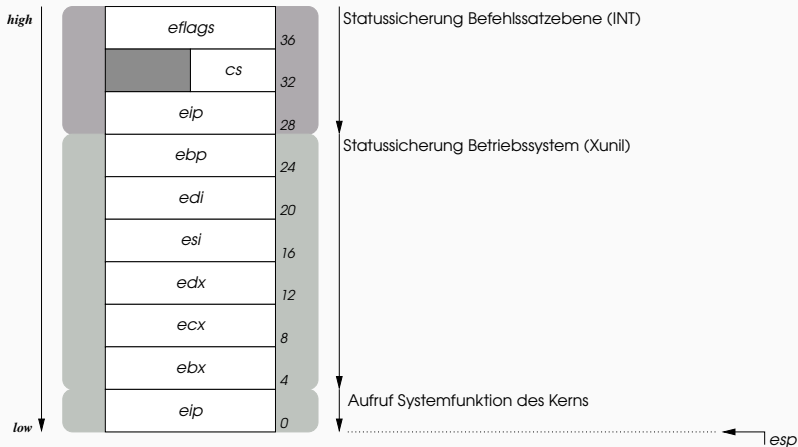 high
eflags
36
Statussicherung Befehlssatzebene (INT)
cs
32
eip
28
ebp
24
Statussicherung Betriebssystem (Xunil)
edi
20
esi
16
edx
12
ecx
8
ebx
4
eip
0
Aufruf Systemfunktion des Kerns
low
esp